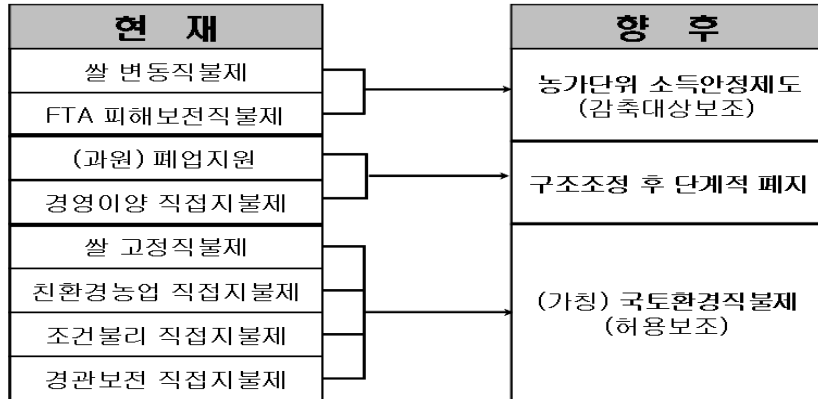 현 재
쌀 변동직불제
FTA 피해보전직불제
(과원) 폐업지원
경영이양 직접지불제
쌀 고정직불제
친환경농업 직접지불제
조건불리 직접지불제
경관보전 직접지불제
향 후
농가단위 소득안정제도
(감축대상보조)
구조조정 후 단계적 폐지
(가칭) 국토환경직불제
(허용보조)